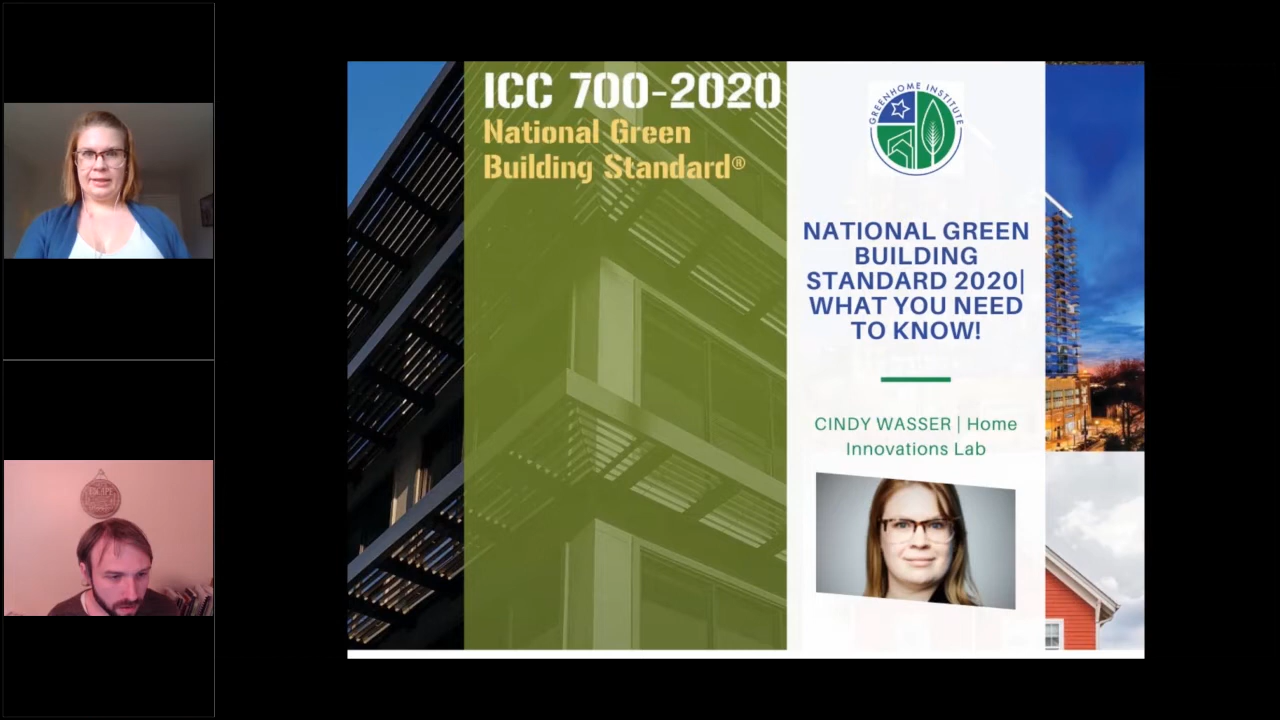 ICC 700-2020
National Green
Building Standard®
GREENHOME INSTITUTE
NATIONAL GREEN
BUILDING
STANDARD 2020|
WHAT YOU NEED
TO KNOW!
CINDY WASSER | Home
Innovations Lab